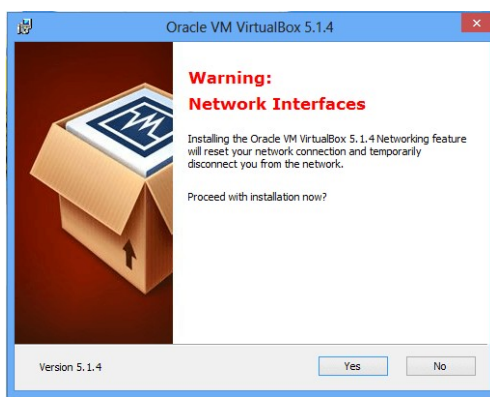 Oracle VM VirtualBox 5.1.4
Warning:
Network Interfaces
Installing the Oracle VM VirtualBox 5.1.4 Networking feature
will reset your network connection and temporarily
disconnect you from the network.
Proceed with installation now?
Version 5.1.4
Yes
No